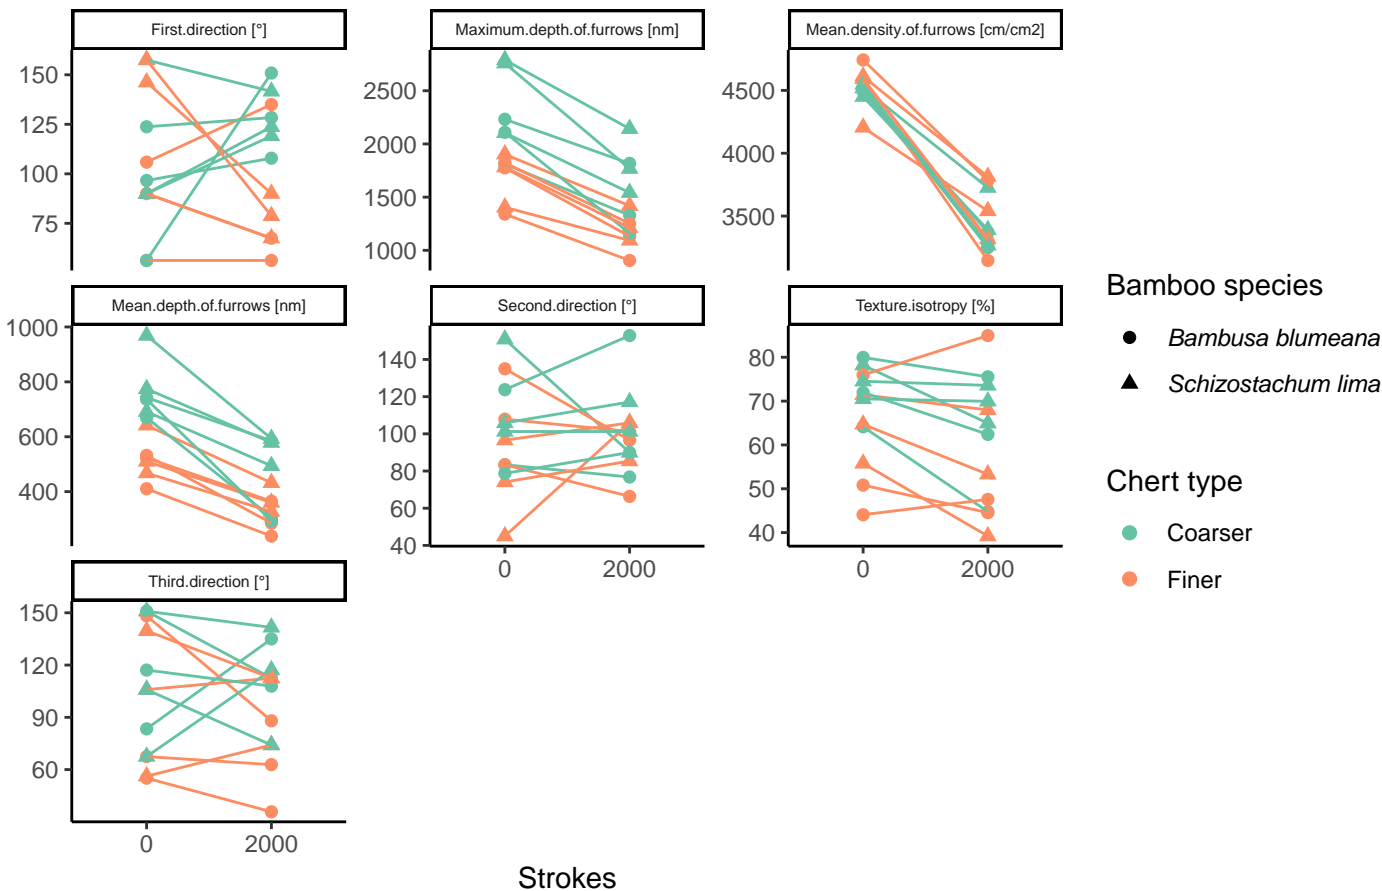 First.direction [°]
Maximum.depth.of.furrows [nm]
Mean.density.of.furrows [cm/cm2]
150
125
100
75
2500
2000
1500
1000
4500
4000
3500
Mean.depth.of.furrows [nm]
Second.direction [°]
Texture.isotropy [%]
1000
800
600
400
140
120
100
80
60
40
80
70
60
50
40
0
2000
0
2000
Third.direction [°]
150
120
90
60
0
2000
Strokes
Bamboo species
Bambusa blumeana
Schizostachum lima
Chert type
Coarser
Finer